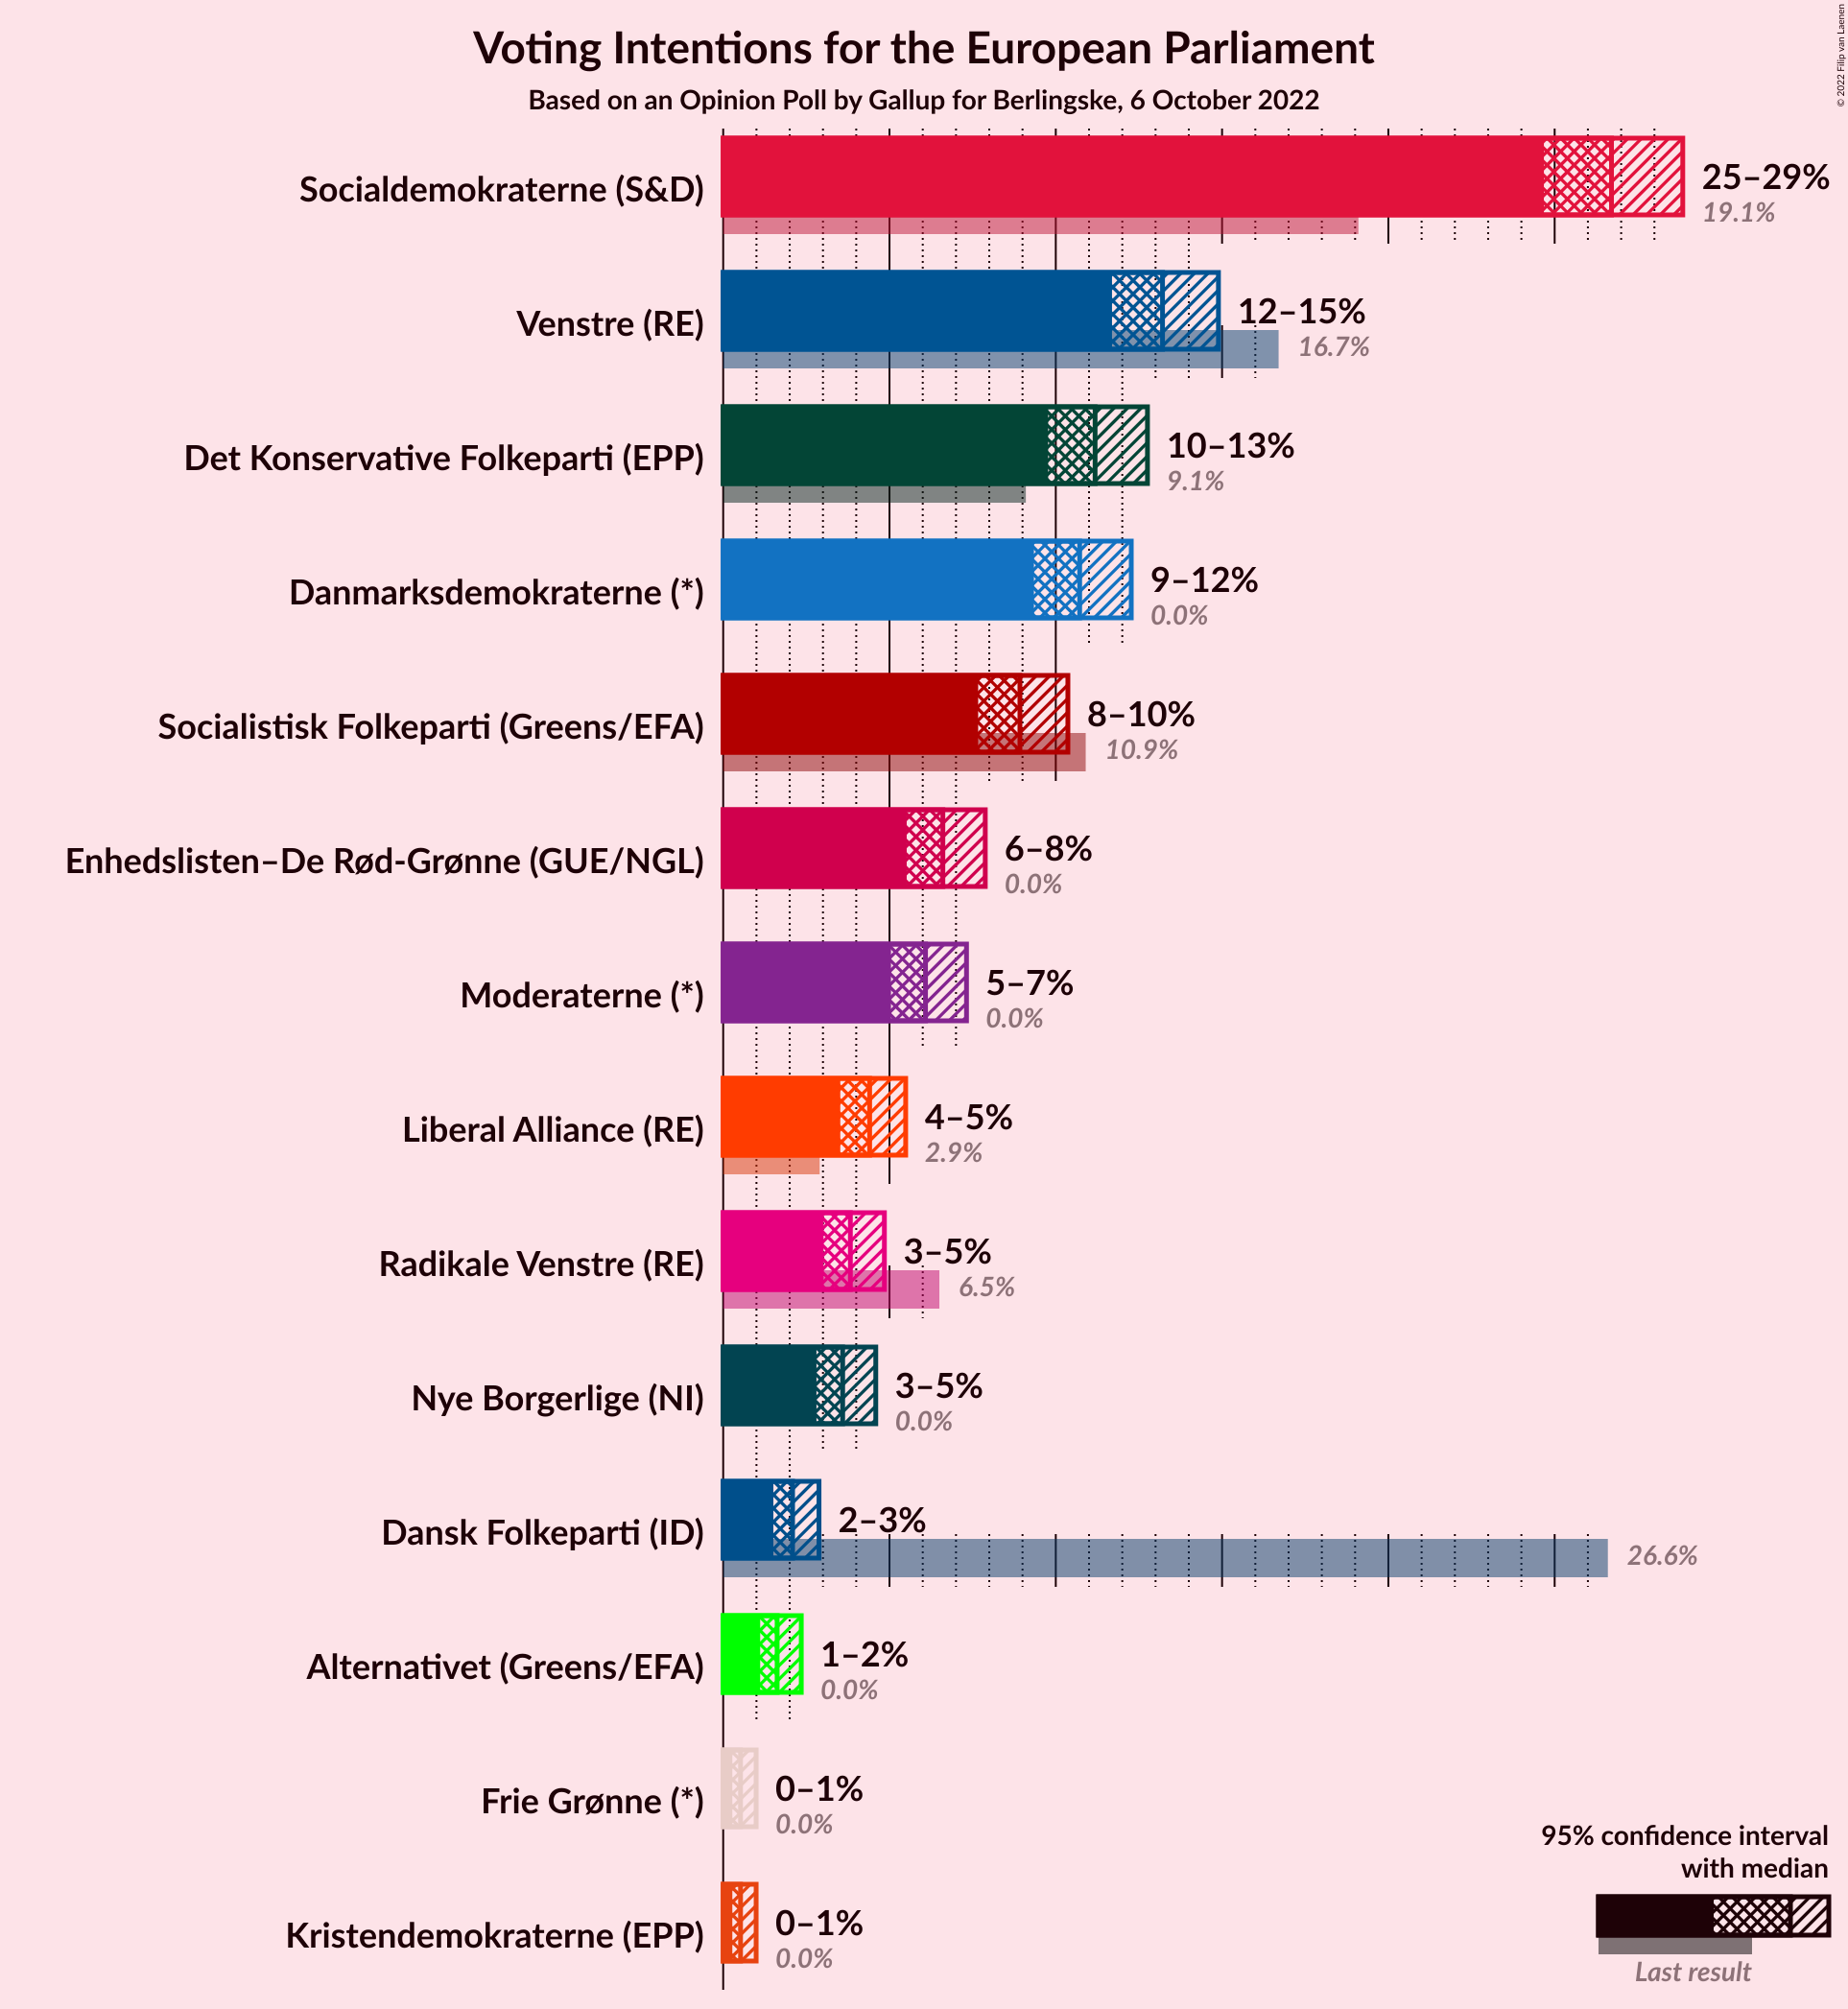 Voting Intentions for the European Parliament
Based on an Opinion Poll by Gallup for Berlingske, 6 October 2022
© 2022 Filip van Laenen
Socialdemokraterne (S&D)
25–29%
19.1%
Venstre (RE)
12–15%
16.7%
Det Konservative Folkeparti (EPP)
10–13%
9.1%
Danmarksdemokraterne (*)
9–12%
0.0%
Socialistisk Folkeparti (Greens/EFA)
8–10%
10.9%
Enhedslisten–De Rød-Grønne (GUE/NGL)
6–8%
0.0%
Moderaterne (*)
5–7%
0.0%
Liberal Alliance (RE)
4–5%
2.9%
Radikale Venstre (RE)
3–5%
6.5%
Nye Borgerlige (NI)
3–5%
0.0%
Dansk Folkeparti (ID)
2–3%
26.6%
Alternativet (Greens/EFA)
1–2%
0.0%
Frie Grønne (*)
0–1%
0.0%
Kristendemokraterne (EPP)
0–1%
0.0%
95% confidence interval
with median
Last result